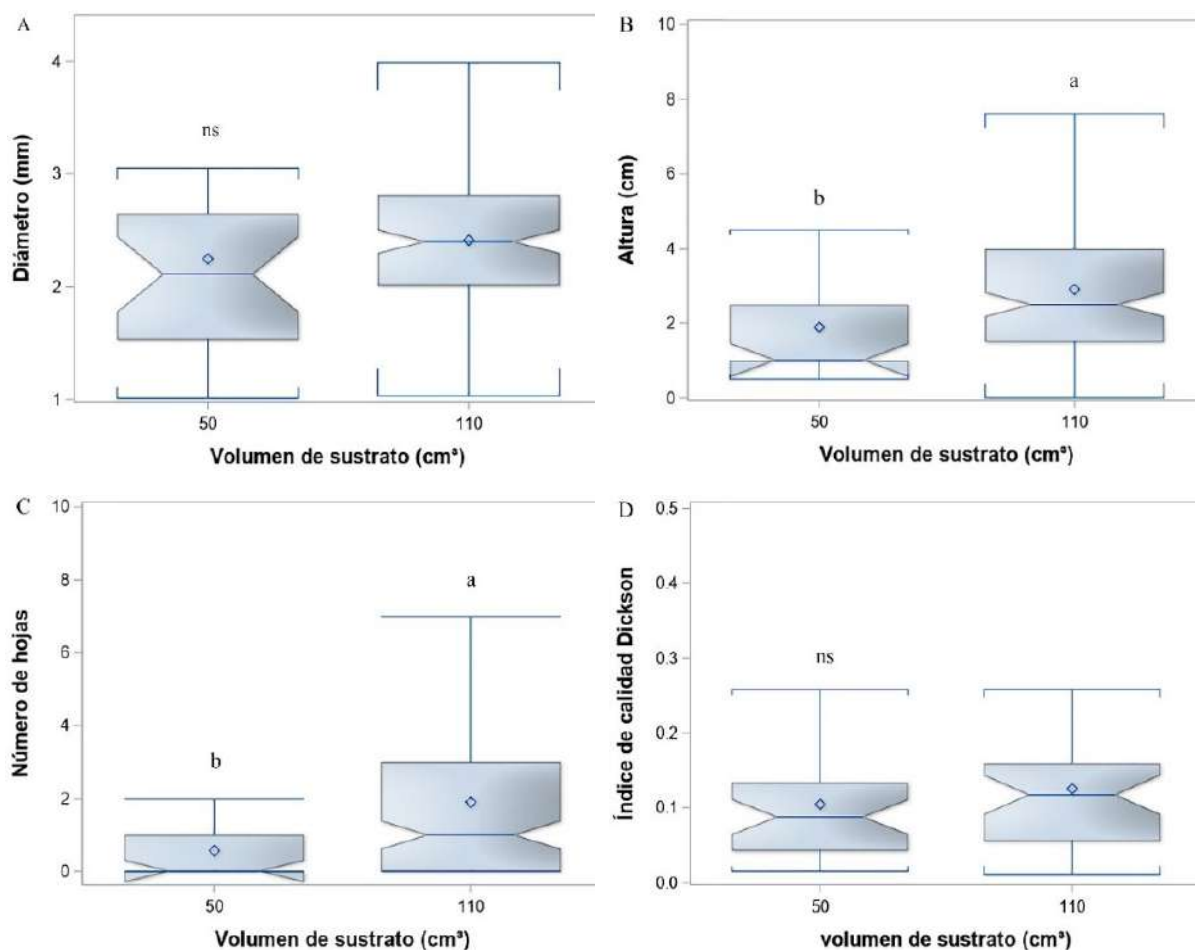 A
Diámetro (mm)
4
3
2
1
ns
50
110
Volumen de sustrato (cm³)
B
Altura (cm)
10
8
6
4
2
0
b
a
50
110
Volumen de sustrato (cm³)
C
Número de hojas
10
8
6
4
2
0
b
a
50
110
Volumen de sustrato (cm³)
D
Índice de calidad Dickson
0.5
0.4
0.3
0.2
0.1
0.0
ns
50
110
volumen de sustrato (cm³)